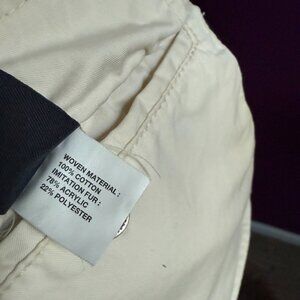 WOVEN MATERIAL :
100% COTTON
IMITATION FUR :
78% ACRYLIC
22% POLYESTER